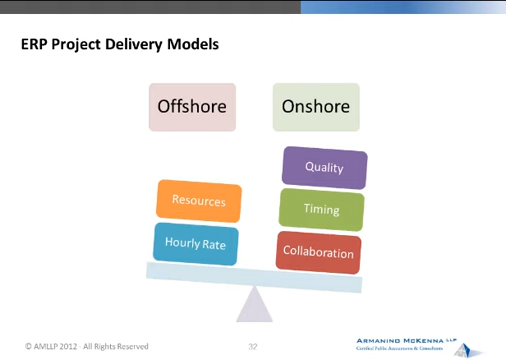 ERP Project Delivery Models
Offshore
Onshore
Quality
Resources
Timing
Hourly Rate
Collaboration
© AMLLP 2012 - All Rights Reserved
32
ARMANINO MCKENNA LLP
Certified Public Accountants & Consultants